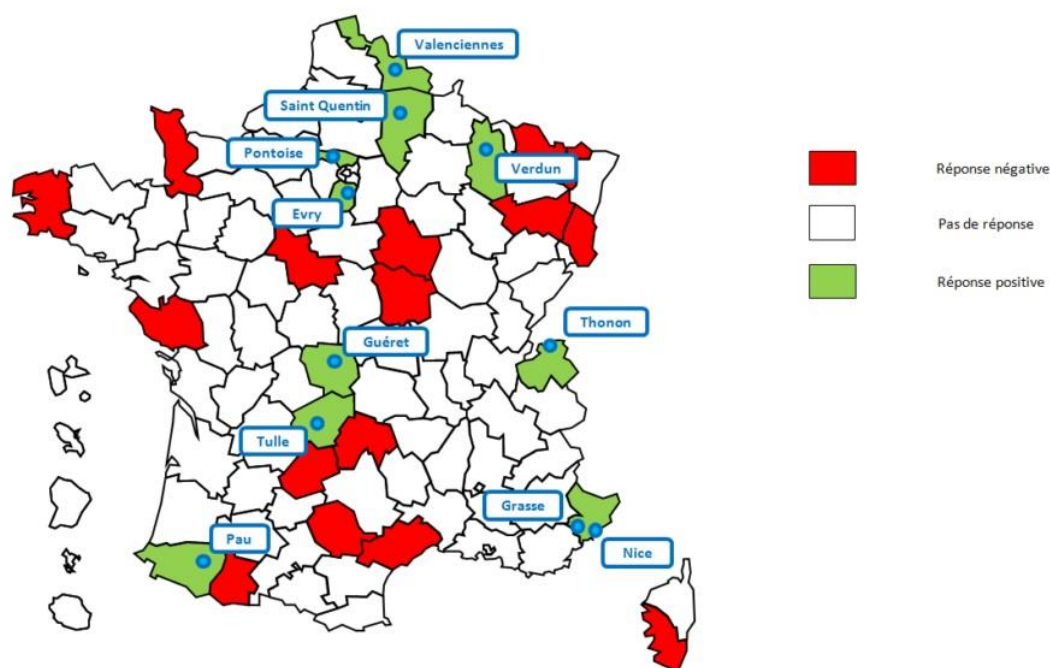 Valenciennes
Saint Quentin
Pontoise
Verdun
Evry
Thonon
Guéret
Tulle
Grasse
Pau
Nice
Réponse négative
Pas de réponse
Réponse positive